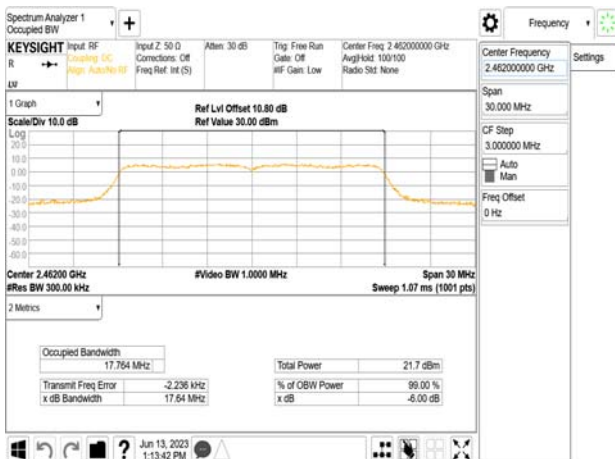 Spectrum Analyzer 1
Occupied BW
Frequency
KEYSIGHT
Input: RF
Coupling: DC
Align: Auto/No RF
Input Z: 50 Ω
Corrections: Off
Freq Ref: Int (S)
Atten: 30 dB
Trig: Free Run
Gate: Off
#IF Gain: Low
Center Freq: 2.462000000 GHz
Avg|Hold: 100/100
Radio Std: None
R
Center Frequency
2.462000000 GHz
Settings
Span
30.000 MHz
CF Step
3.000000 MHz
Auto
Man
Freq Offset
0 Hz
1 Graph
Scale/Div 10.0 dB
Ref Lvl Offset 10.80 dB
Ref Value 30.00 dBm
Log
20.0
10.0
0.00
-10.0
-20.0
-30.0
-40.0
-50.0
-60.0
Center 2.46200 GHz
#Res BW 300.00 kHz
#Video BW 1.0000 MHz
Span 30 MHz
Sweep 1.07 ms (1001 pts)
2 Metrics
Occupied Bandwidth
17.764 MHz
Total Power 21.7 dBm
Transmit Freq Error -2.236 kHz
% of OBW Power 99.00 %
x dB Bandwidth 17.64 MHz
x dB -6.00 dB
?
Jun 13, 2023
1:13:42 PM